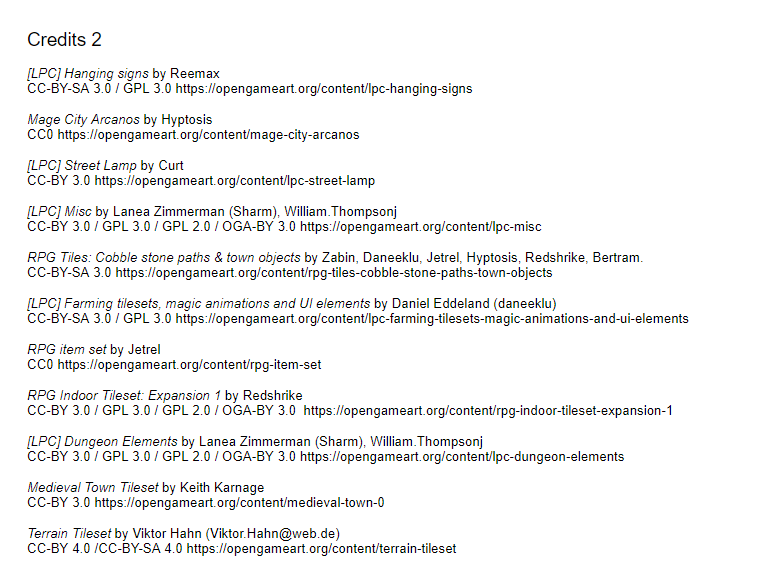 Credits 2
[LPC] Hanging signs by Reemax
CC-BY-SA 3.0 / GPL 3.0 https://opengameart.org/content/lpc-hanging-signs
Mage City Arcanos by Hyptosis
CC0 https://opengameart.org/content/mage-city-arcanos
[LPC] Street Lamp by Curt
CC-BY 3.0 https://opengameart.org/content/lpc-street-lamp
[LPC] Misc by Lanea Zimmerman (Sharm), William.Thompsonj
CC-BY 3.0 / GPL 3.0 / GPL 2.0 / OGA-BY 3.0 https://opengameart.org/content/lpc-misc
RPG Tiles: Cobble stone paths & town objects by Zabin, Daneeklu, Jetrel, Hyptosis, Redshrike, Bertram.
CC-BY-SA 3.0 https://opengameart.org/content/rpg-tiles-cobble-stone-paths-town-objects
[LPC] Farming tilesets, magic animations and UI elements by Daniel Eddeland (daneeklu)
CC-BY-SA 3.0 / GPL 3.0 https://opengameart.org/content/lpc-farming-tilesets-magic-animations-and-ui-elements
RPG item set by Jetrel
CC0 https://opengameart.org/content/rpg-item-set
RPG Indoor Tileset: Expansion 1 by Redshrike
CC-BY 3.0 / GPL 3.0 / GPL 2.0 / OGA-BY 3.0  https://opengameart.org/content/rpg-indoor-tileset-expansion-1
[LPC] Dungeon Elements by Lanea Zimmerman (Sharm), William.Thompsonj
CC-BY 3.0 / GPL 3.0 / GPL 2.0 / OGA-BY 3.0 https://opengameart.org/content/lpc-dungeon-elements
Medieval Town Tileset by Keith Karnage
CC-BY 3.0 https://opengameart.org/content/medieval-town-0
Terrain Tileset by Viktor Hahn (Viktor.Hahn@web.de)
CC-BY 4.0 /CC-BY-SA 4.0 https://opengameart.org/content/terrain-tileset